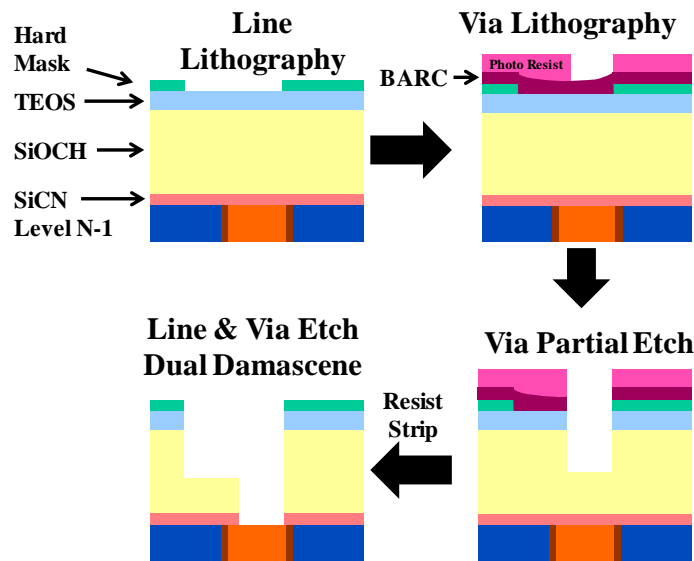 Line
Lithography
Hard
Mask
TEOS
SiOCH
SiCN
Level N-1
Via Lithography
Photo Resist
BARC
Via Partial Etch
Resist
Strip
Line & Via Etch
Dual Damascene